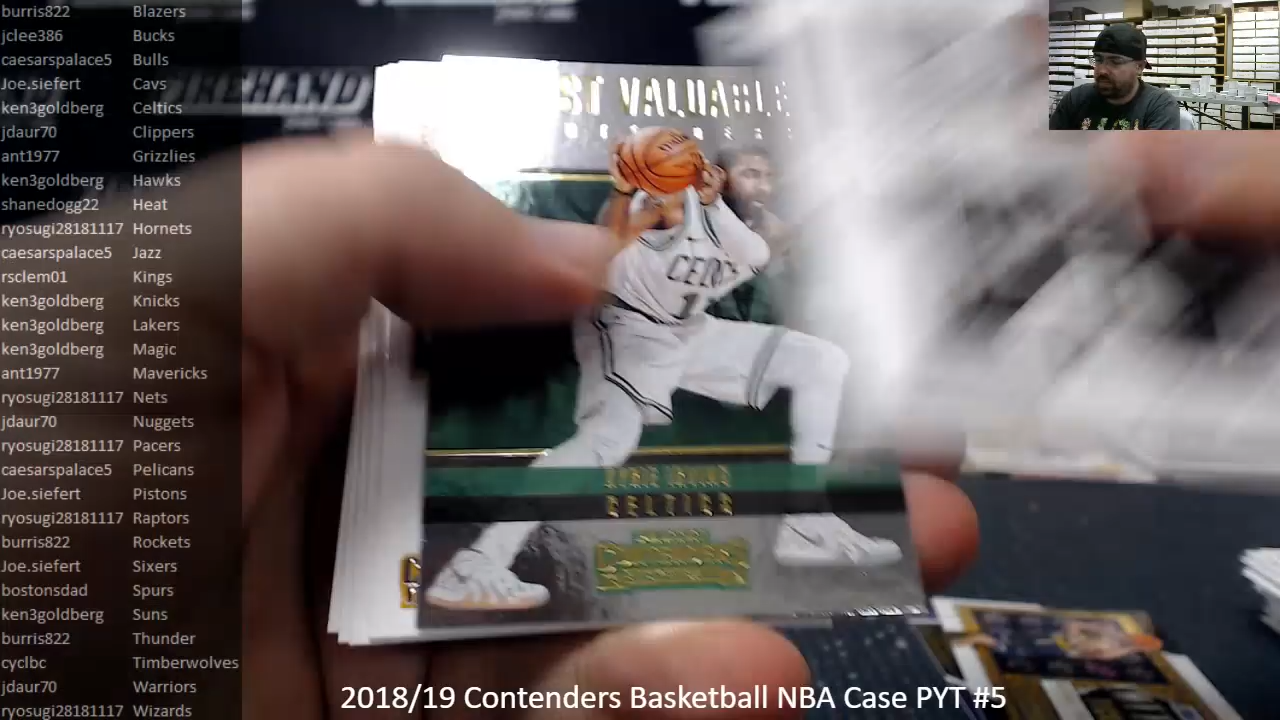 burris822 Blazers
jclee386 Bucks
caesarspalace5 Bulls
Joe.siefert Cavs
ken3goldberg Celtics
jdaur70 Clippers
ant1977 Grizzlies
ken3goldberg Hawks
shanedogg22 Heat
ryosugi28181117 Hornets
caesarspalace5 Jazz
rsclem01 Kings
ken3goldberg Knicks
ken3goldberg Lakers
ken3goldberg Magic
ant1977 Mavericks
ryosugi28181117 Nets
jdaur70 Nuggets
ryosugi28181117 Pacers
caesarspalace5 Pelicans
Joe.siefert Pistons
ryosugi28181117 Raptors
burris822 Rockets
Joe.siefert Sixers
bostonsdad Spurs
ken3goldberg Suns
burris822 Thunder
cyclbc Timberwolves
jdaur70 Warriors
ryosugi28181117 Wizards
ST VALUABLE
KYRIE IRVING
CELTICS
2018/19 Contenders Basketball NBA Case PYT #5